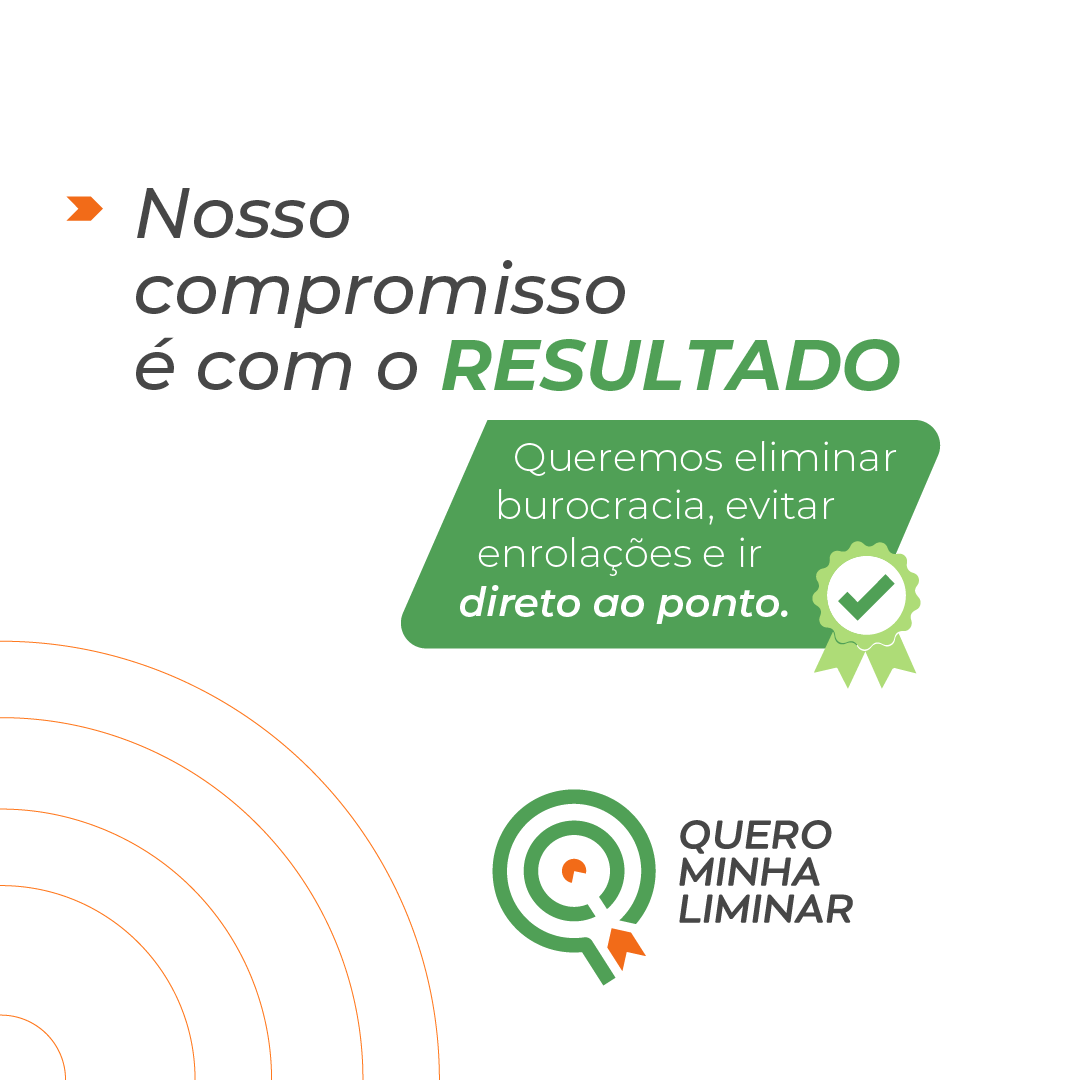 Nosso
compromisso
é com o RESULTADO
Queremos eliminar
burocracia, evitar
enrolações e ir
direto ao ponto.
QUERO
MINHA
LIMINAR